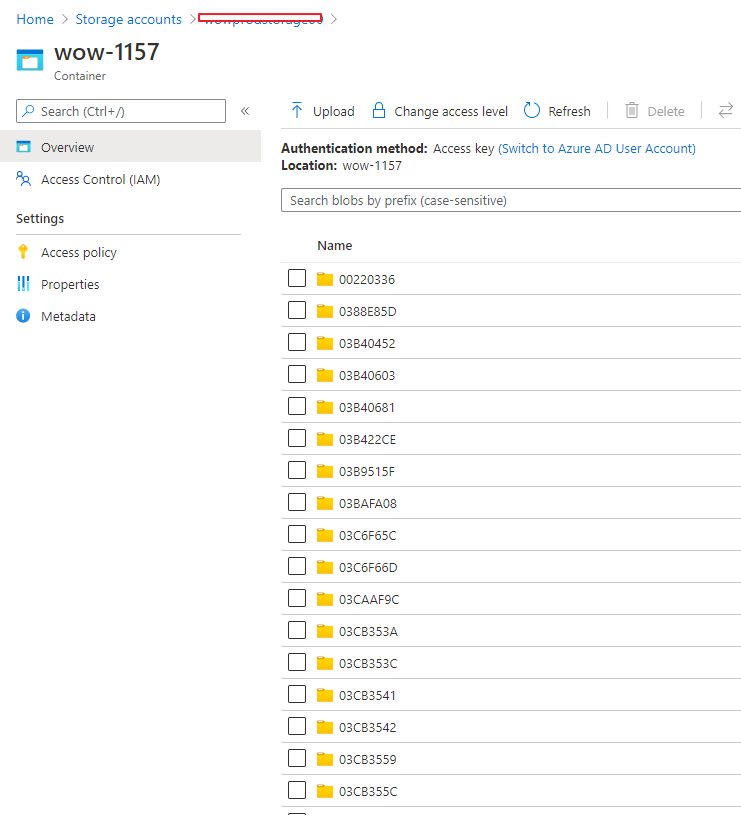 Home > Storage accounts > >
wow-1157
Container
Search (Ctrl+/)
«
Overview
Access Control (IAM)
Settings
Access policy
Properties
Metadata
Upload Change access level Refresh Delete
Authentication method: Access key (Switch to Azure AD User Account)
Location: wow-1157
Search blobs by prefix (case-sensitive)
Name
00220336
0388E85D
03B40452
03B40603
03B40681
03B422CE
03B9515F
03BAFA08
03C6F65C
03C6F66D
03CAAF9C
03CB353A
03CB353C
03CB3541
03CB3542
03CB3559
03CB355C